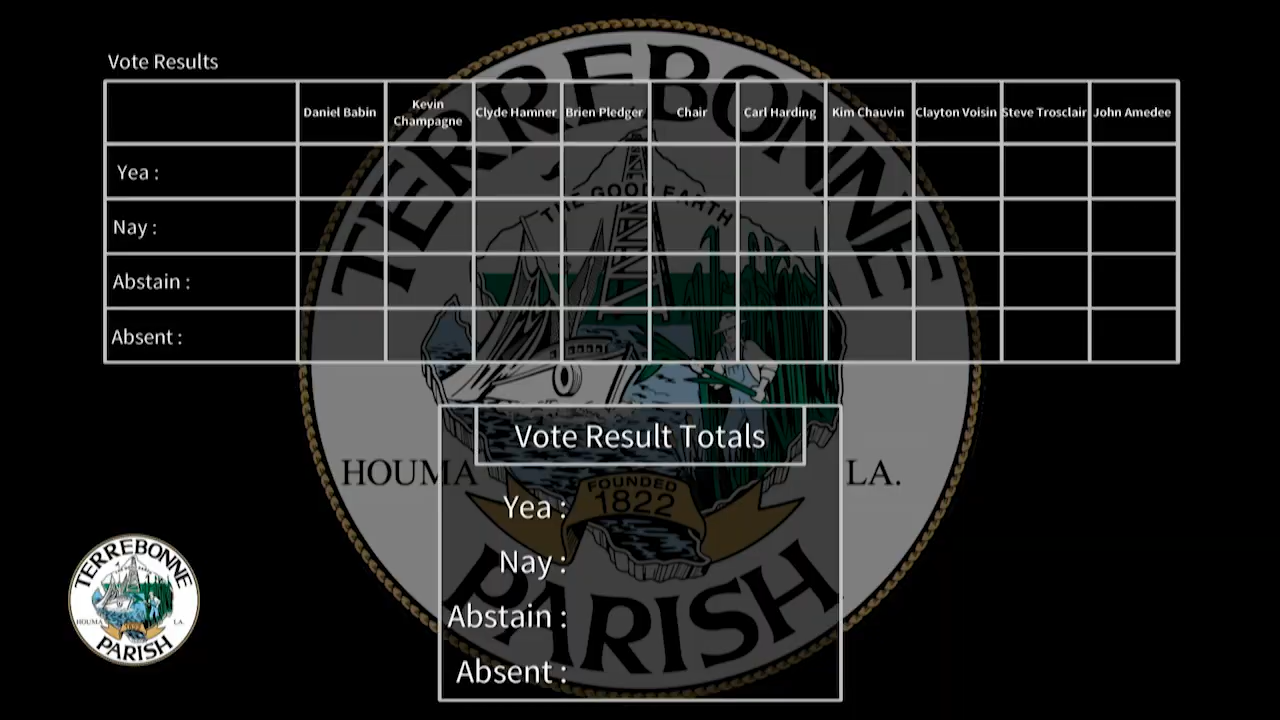 Vote Results
Daniel Babin
Kevin
Champagne
Clyde Hamner
Brien Pledger
Chair
Carl Harding
Kim Chauvin
Clayton Voisin
Steve Trosclair
John Amedee
Yea :
Nay :
Abstain :
Absent :
TERREBONNE
THE GOOD EARTH
HOUMA
LA.
FOUNDED
1822
PARISH
Vote Result Totals
Yea :
Nay :
Abstain :
Absent :
TERREBONNE
HOUMA
LA.
PARISH